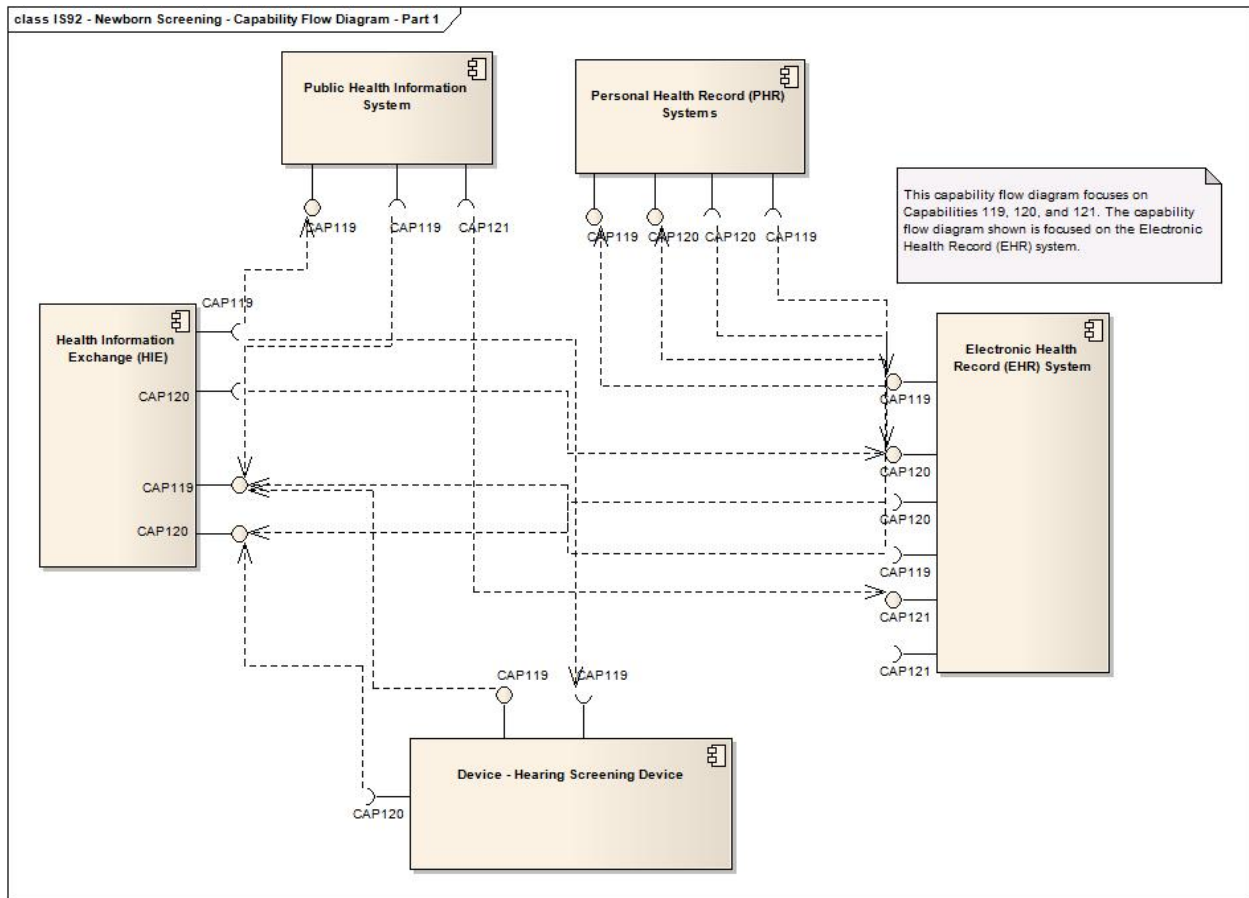 class IS92 - Newborn Screening - Capability Flow Diagram - Part 1
Public Health Information
System
Personal Health Record (PHR)
Systems
This capability flow diagram focuses on
Capabilities 119, 120, and 121. The capability
flow diagram shown is focused on the Electronic
Health Record (EHR) system.
CAP119
CAP119
CAP121
CAP119
CAP120
CAP120
CAP119
CAP119
Health Information
Exchange (HIE)
CAP120
CAP119
CAP120
Electronic Health
Record (EHR) System
CAP119
CAP120
CAP120
CAP119
CAP121
CAP121
CAP119
CAP119
Device - Hearing Screening Device
CAP120